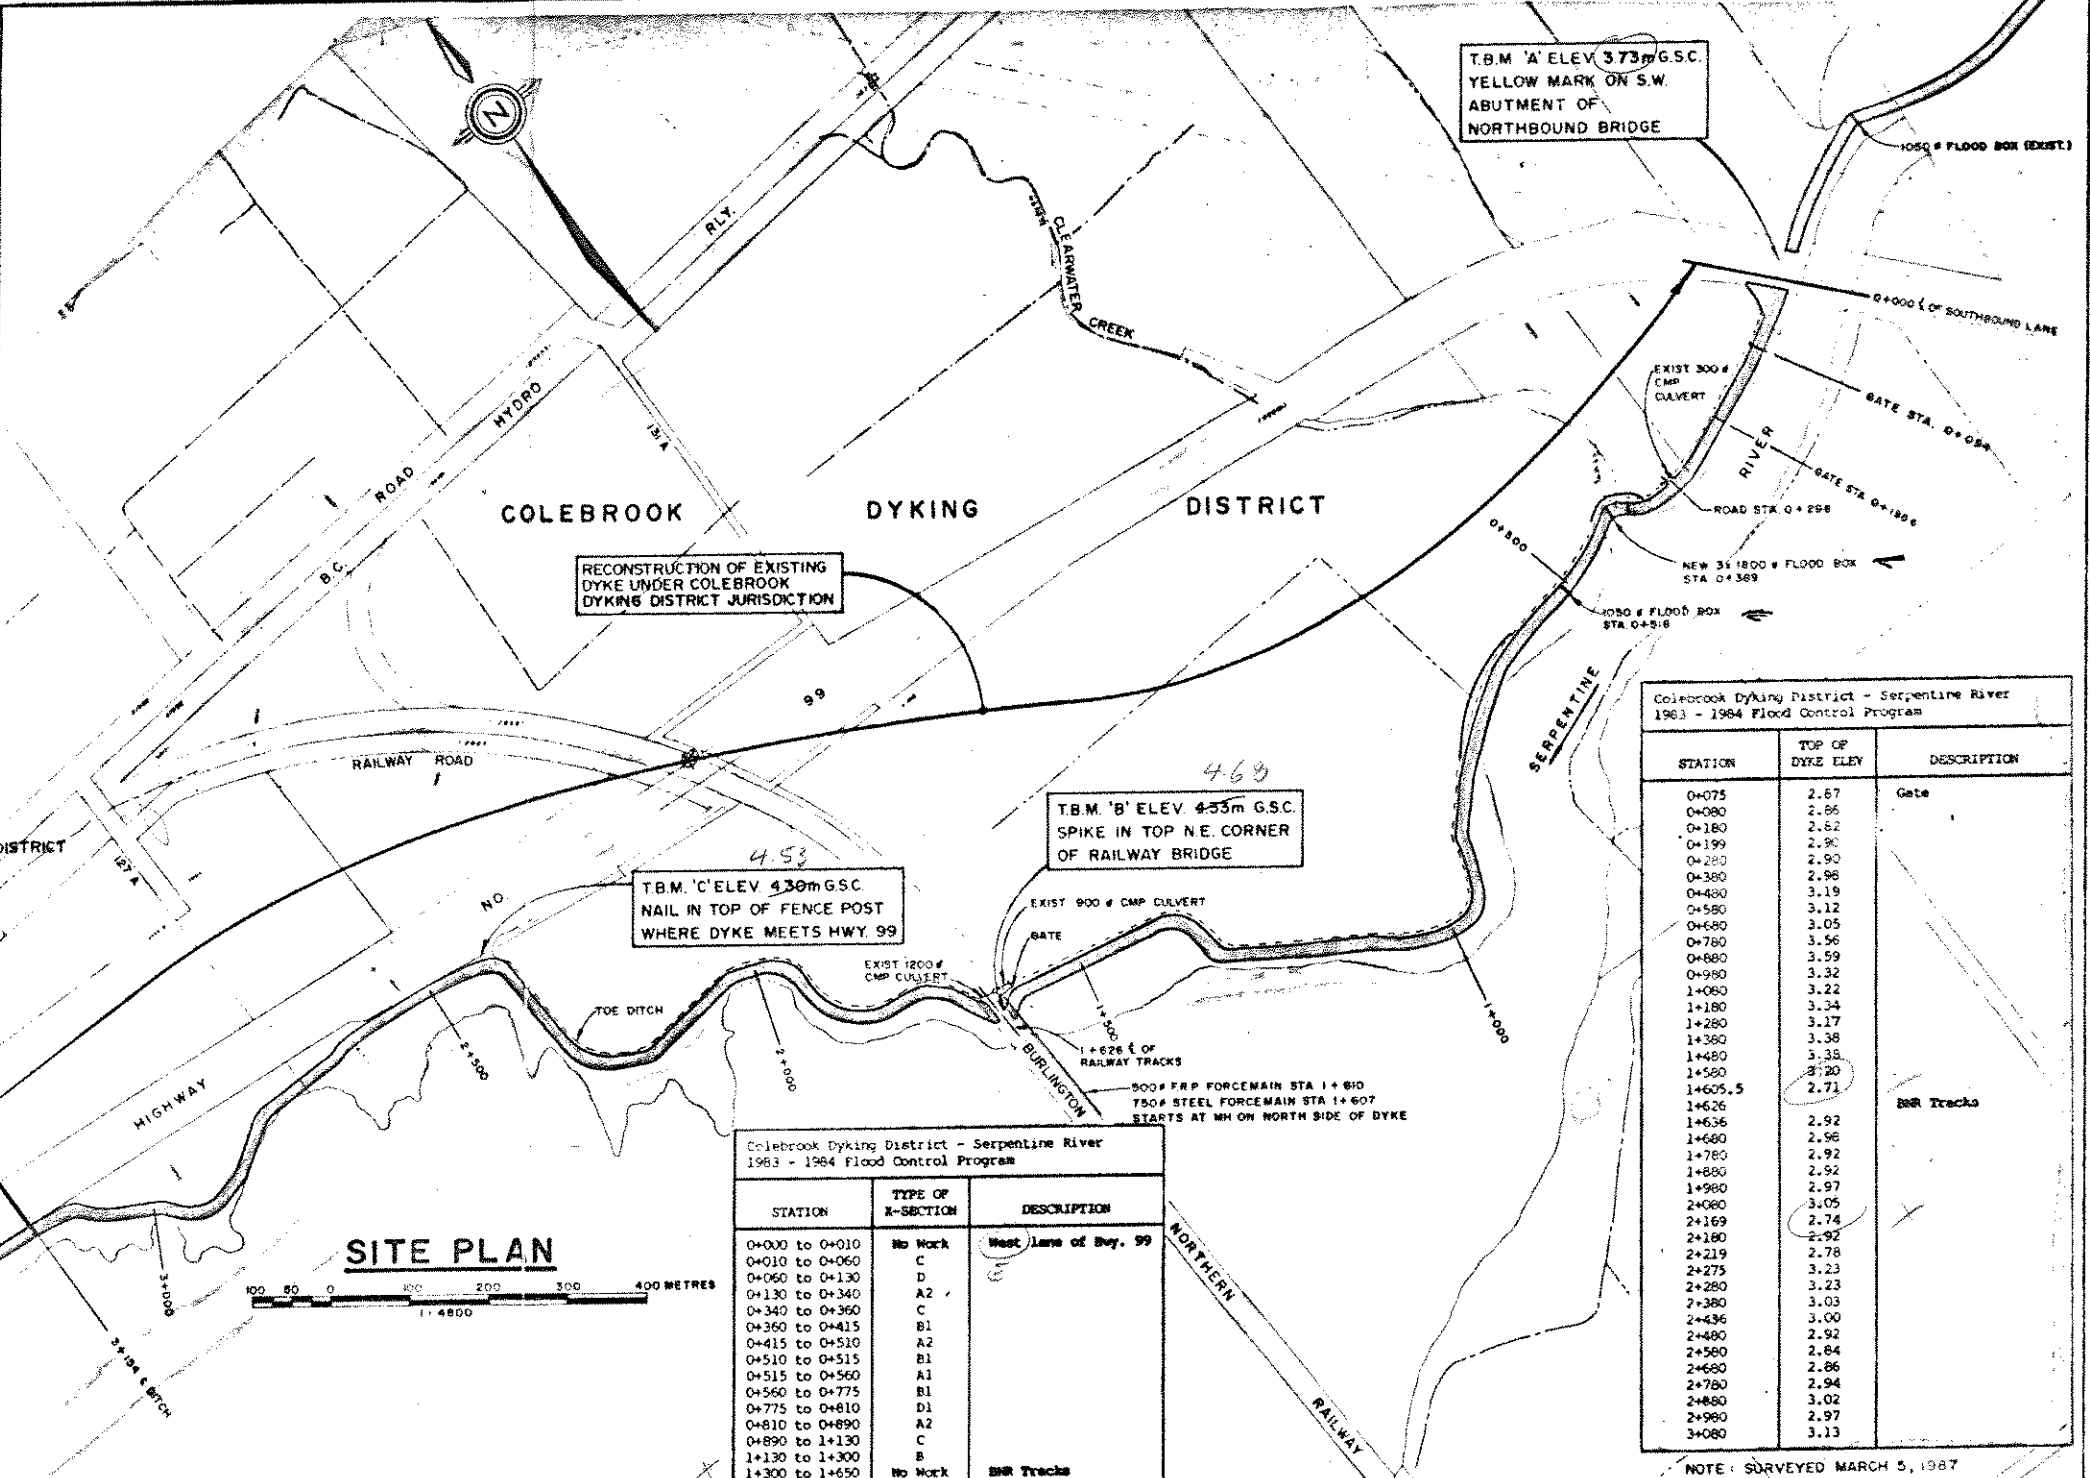 T.B.M 'A' ELEV 3.73m G.S.C.
YELLOW MARK ON S.W.
ABUTMENT OF
NORTHBOUND BRIDGE
1050 ø FLOOD BOX (EXIST.)
N
RLY.
CLEARWATER
CREEK
0+000 ℄ OF SOUTHBOUND LANE
EXIST 300 ø
CMP
CULVERT
GATE STA. 0+084
HYDRO
131 A
RIVER
ROAD
COLEBROOK DYKING DISTRICT
ROAD STA. 0+298
0+500
B.C.
RECONSTRUCTION OF EXISTING
DYKE UNDER COLEBROOK
DYKING DISTRICT JURISDICTION
NEW 3x1800 ø FLOOD BOX
STA 0+369
1050 ø FLOOD BOX
STA 0+518
99
SERPENTINE
RAILWAY ROAD
4.68
T.B.M. 'B' ELEV. 4.53m G.S.C.
SPIKE IN TOP N.E. CORNER
OF RAILWAY BRIDGE
DISTRICT
127 A
4.53
T.B.M. 'C' ELEV. 4.30m G.S.C.
NAIL IN TOP OF FENCE POST
WHERE DYKE MEETS HWY. 99
NO.
EXIST 900 ø CMP CULVERT
GATE
EXIST 1200 ø
CMP CULVERT
TOE DITCH
2+500
2+000
1+500
1+000
1+626 ℄ OF
RAILWAY TRACKS
BURLINGTON
900ø F.R.P FORCEMAIN STA 1+610
750ø STEEL FORCEMAIN STA 1+607
STARTS AT MH ON NORTH SIDE OF DYKE
HIGHWAY
3+000
3+194 ℄ DITCH
SITE PLAN
100 50 0 100 200 300 400 METRES
1:4800
NORTHERN
RAILWAY
Colebrook Dyking District - Serpentine River
1983 - 1984 Flood Control Program
STATION TYPE OF X-SECTION DESCRIPTION
0+000 to 0+010 No Work West lane of Hwy. 99
0+010 to 0+060 C
0+060 to 0+130 D
0+130 to 0+340 A2
0+340 to 0+360 C
0+360 to 0+415 B1
0+415 to 0+510 A2
0+510 to 0+515 B1
0+515 to 0+560 A1
0+560 to 0+775 B1
0+775 to 0+810 D1
0+810 to 0+890 A2
0+890 to 1+130 C
1+130 to 1+300 B
1+300 to 1+650 No Work BNR Tracks
Colebrook Dyking District - Serpentine River
1983 - 1984 Flood Control Program
STATION TOP OF DYKE ELEV DESCRIPTION
0+075 2.87 Gate
0+080 2.86
0+180 2.82
0+199 2.90
0+280 2.90
0+380 2.98
0+480 3.19
0+580 3.12
0+680 3.05
0+780 3.56
0+880 3.59
0+980 3.32
1+080 3.22
1+180 3.34
1+280 3.17
1+380 3.38
1+480 3.38
1+580 3.20
1+605.5 2.71
1+626 BNR Tracks
1+636 2.92
1+680 2.98
1+780 2.92
1+880 2.92
1+980 2.97
2+080 3.05
2+169 2.74
2+180 2.92
2+219 2.78
2+275 3.23
2+280 3.23
2+380 3.03
2+436 3.00
2+480 2.92
2+580 2.84
2+680 2.86
2+780 2.94
2+880 3.02
2+980 2.97
3+080 3.13
NOTE: SURVEYED MARCH 5, 1987